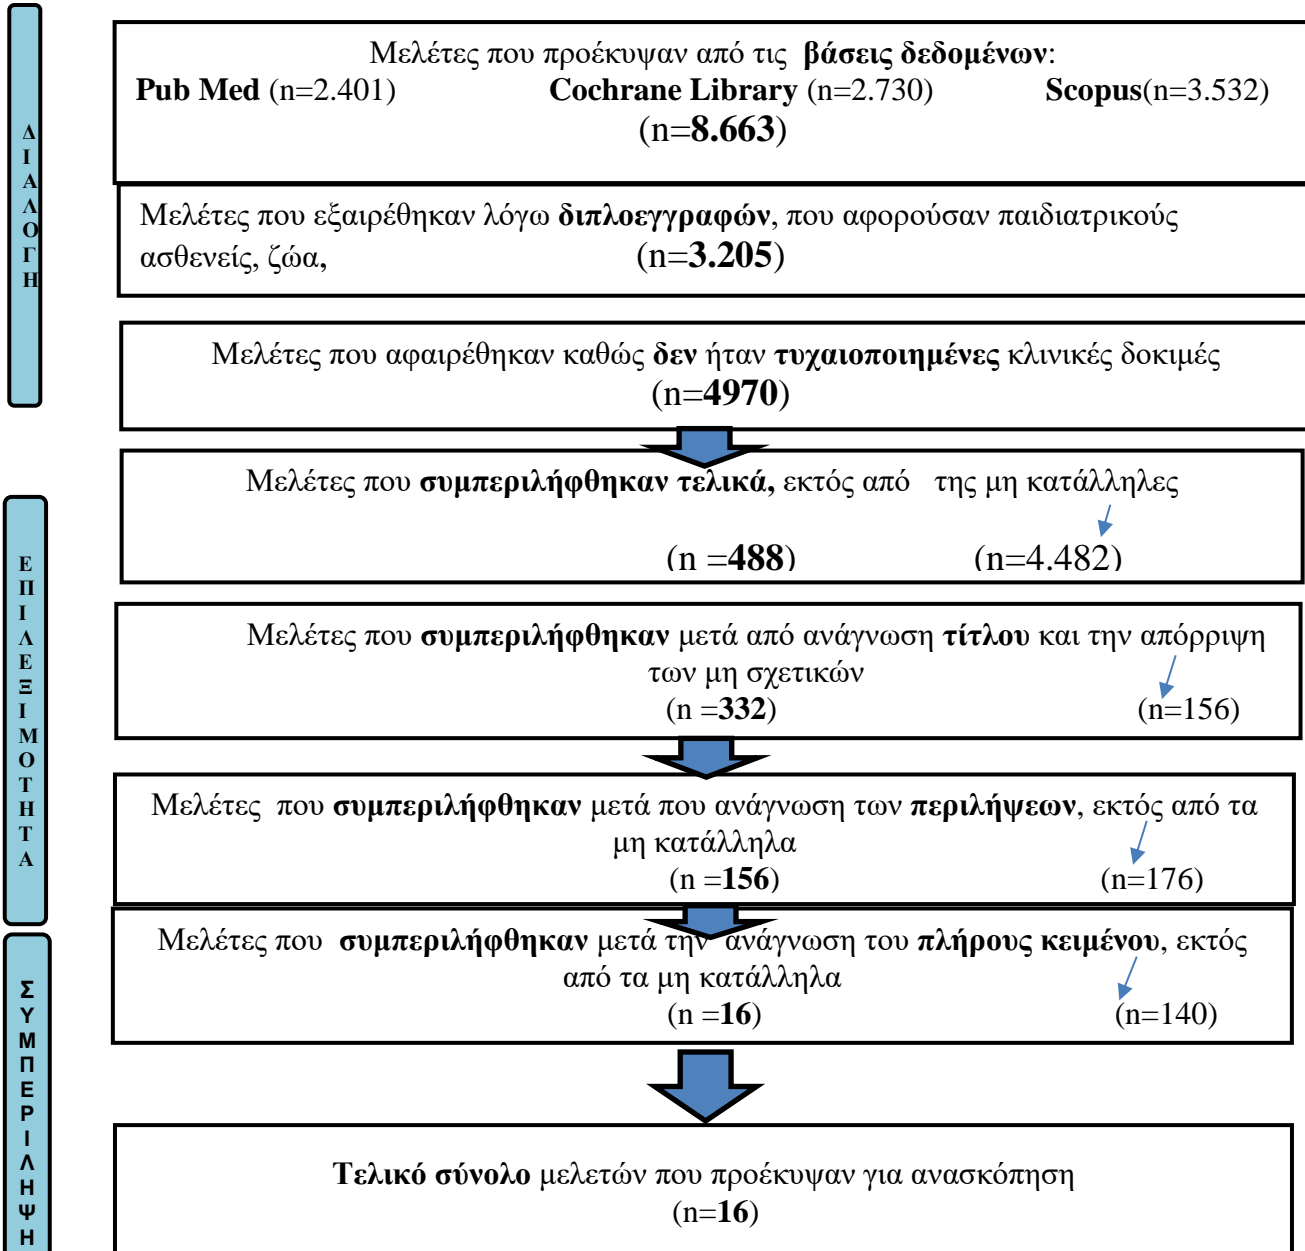 ΔΙΑΛΟΓΗ
Μελέτες που προέκυψαν από τις βάσεις δεδομένων:
Pub Med (n=2.401) Cochrane Library (n=2.730) Scopus(n=3.532)
(n=8.663)
Μελέτες που εξαιρέθηκαν λόγω διπλοεγγραφών, που αφορούσαν παιδιατρικούς
ασθενείς, ζώα, (n=3.205)
Μελέτες που αφαιρέθηκαν καθώς δεν ήταν τυχαιοποιημένες κλινικές δοκιμές
(n=4970)
ΕΠΙΛΕΞΙΜΟΤΗΤΑ
Μελέτες που συμπεριλήφθηκαν τελικά, εκτός από της μη κατάλληλες
(n =488) (n=4.482)
Μελέτες που συμπεριλήφθηκαν μετά από ανάγνωση τίτλου και την απόρριψη
των μη σχετικών
(n =332) (n=156)
Μελέτες που συμπεριλήφθηκαν μετά που ανάγνωση των περιλήψεων, εκτός από τα
μη κατάλληλα
(n =156) (n=176)
ΣΥΜΠΕΡΙΛΗΨΗ
Μελέτες που συμπεριλήφθηκαν μετά την ανάγνωση του πλήρους κειμένου, εκτός
από τα μη κατάλληλα
(n =16) (n=140)
Τελικό σύνολο μελετών που προέκυψαν για ανασκόπηση
(n=16)